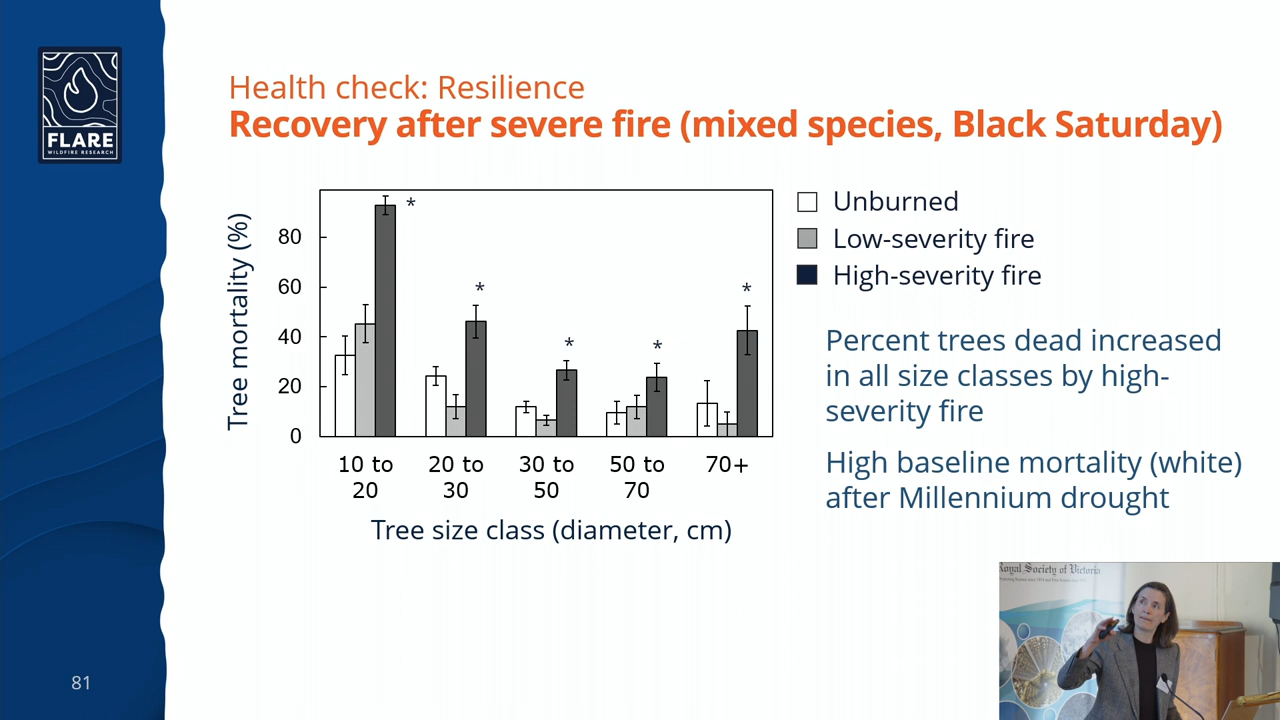 FLARE
WILDFIRE RESEARCH
Health check: Resilience
Recovery after severe fire (mixed species, Black Saturday)
Tree mortality (%)
80
60
40
20
0
*
*
*
*
*
10 to
20
20 to
30
30 to
50
50 to
70
70+
Tree size class (diameter, cm)
Unburned
Low-severity fire
High-severity fire
Percent trees dead increased
in all size classes by high-
severity fire
High baseline mortality (white)
after Millennium drought
Royal Society of Victoria
81